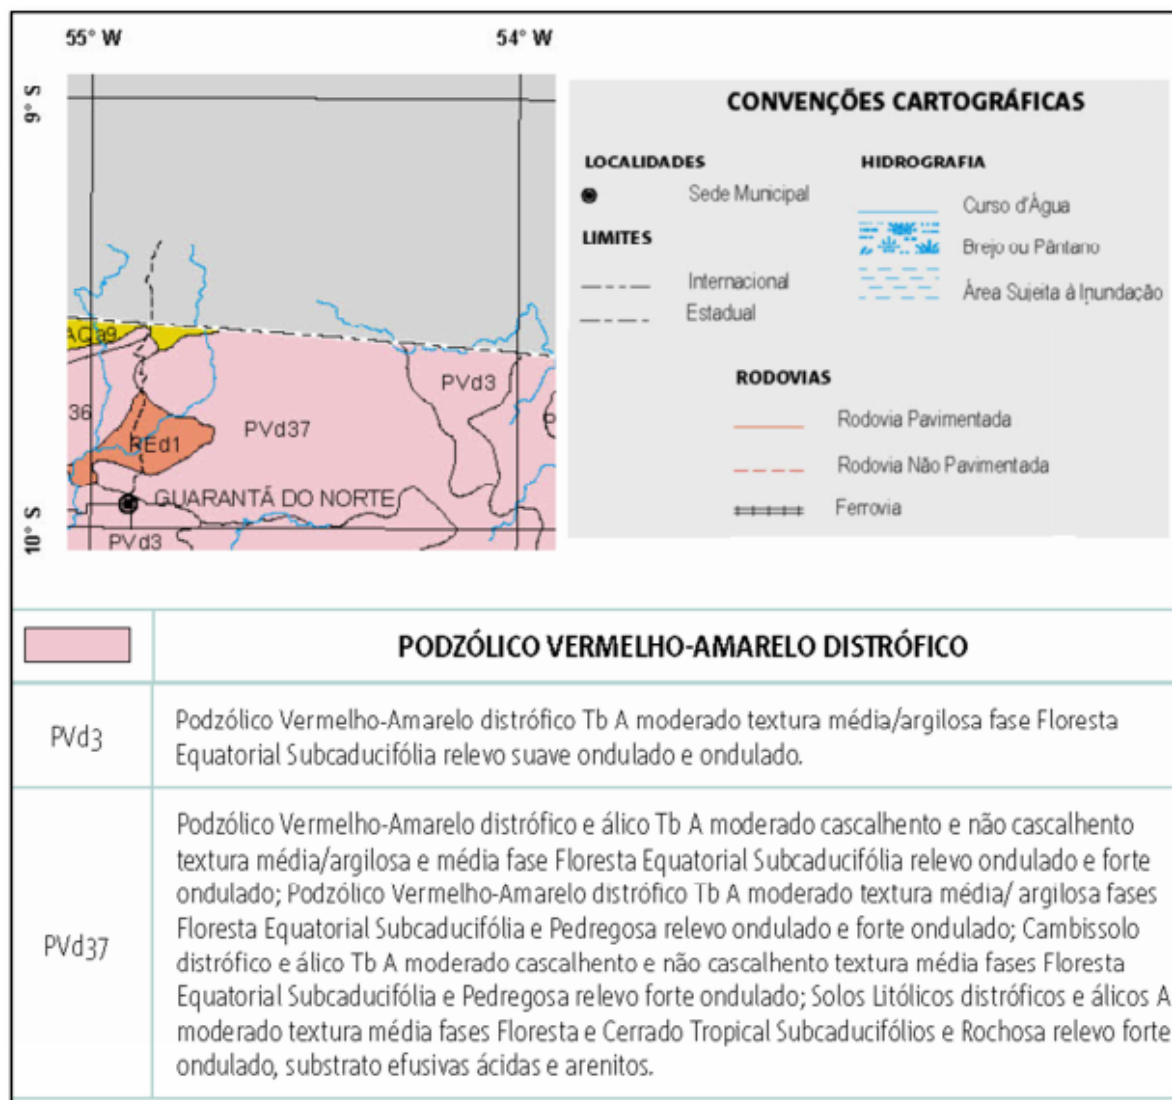 55° W
54° W
9° S
10° S
AQa9
36
REd1
PVd37
PVd3
GUARANTÃ DO NORTE
PVd3
CONVENÇÕES CARTOGRÁFICAS
LOCALIDADES
Sede Municipal
LIMITES
Internacional
Estadual
HIDROGRAFIA
Curso d'Água
Brejo ou Pântano
Área Sujeita à Inundação
RODOVIAS
Rodovia Pavimentada
Rodovia Não Pavimentada
Ferrovia
PODZÓLICO VERMELHO-AMARELO DISTRÓFICO
PVd3
Podzólico Vermelho-Amarelo distrófico Tb A moderado textura média/argilosa fase Floresta
Equatorial Subcaducifólia relevo suave ondulado e ondulado.
PVd37
Podzólico Vermelho-Amarelo distrófico e álico Tb A moderado cascalhento e não cascalhento
textura média/argilosa e média fase Floresta Equatorial Subcaducifólia relevo ondulado e forte
ondulado; Podzólico Vermelho-Amarelo distrófico Tb A moderado textura média/ argilosa fases
Floresta Equatorial Subcaducifólia e Pedregosa relevo ondulado e forte ondulado; Cambissolo
distrófico e álico Tb A moderado cascalhento e não cascalhento textura média fases Floresta
Equatorial Subcaducifólia e Pedregosa relevo forte ondulado; Solos Litólicos distróficos e álicos A
moderado textura média fases Floresta e Cerrado Tropical Subcaducifólios e Rochosa relevo forte
ondulado, substrato efusivas ácidas e arenitos.